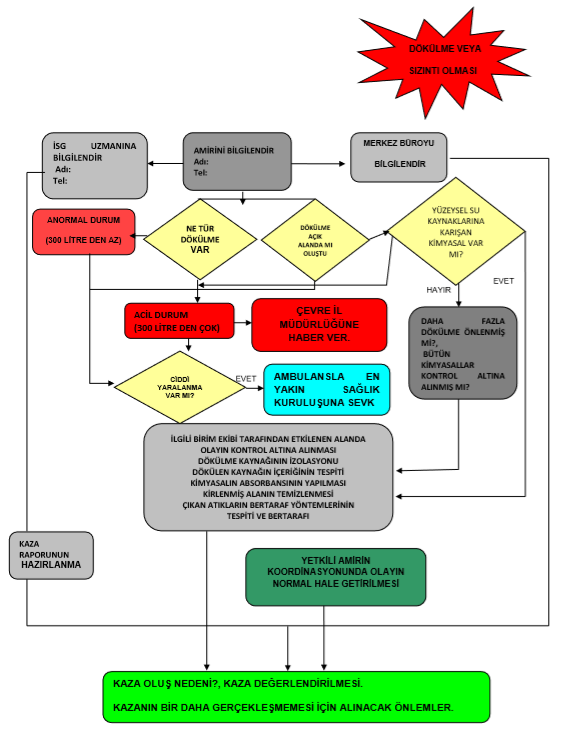 DÖKÜLME VEYA
SIZINTI OLMASI
İSG UZMANINA
BİLGİLENDİR
Adı:
Tel:
AMİRİNİ BİLGİLENDİR
Adı:
Tel:
MERKEZ BÜROYU
BİLGİLENDİR
ANORMAL DURUM
(300 LİTRE DEN AZ)
NE TÜR
DÖKÜLME
VAR
DÖKÜLME
AÇIK
ALANDA MI
OLUŞTU
YÜZEYSEL SU
KAYNAKLARINA
KARIŞAN
KİMYASAL VAR
MI?
HAYIR
EVET
ACİL DURUM
(300 LİTRE DEN ÇOK)
ÇEVRE İL
MÜDÜRLÜĞÜNE
HABER VER.
DAHA FAZLA
DÖKÜLME ÖNLENMİŞ
Mİ?,
BÜTÜN
KİMYASALLAR
KONTROL ALTINA
ALINMIŞ MI?
CİDDİ
YARALANMA
VAR MI?
EVET
AMBULANSLA EN
YAKIN SAĞLIK
KURULUŞUNA SEVK
İLGİLİ BİRİM EKİBİ TARAFINDAN ETKİLENEN ALANDA
OLAYIN KONTROL ALTINA ALINMASI
DÖKÜLME KAYNAĞININ İZOLASYONU
DÖKÜLEN KAYNAĞIN İÇERİĞİNİN TESPİTİ
KİMYASALIN ABSORBANSININ YAPILMASI
KİRLENMİŞ ALANIN TEMİZLENMESİ
ÇIKAN ATIKLARIN BERTARAF YÖNTEMLERİNİN
TESPİTİ VE BERTARAFI
KAZA
RAPORUNUN
HAZIRLANMA
YETKİLİ AMİRİN
KOORDİNASYONUNDA OLAYIN
NORMAL HALE GETİRİLMESİ
KAZA OLUŞ NEDENİ?, KAZA DEĞERLENDİRİLMESİ.
KAZANIN BİR DAHA GERÇEKLEŞMEMESİ İÇİN ALINACAK ÖNLEMLER.